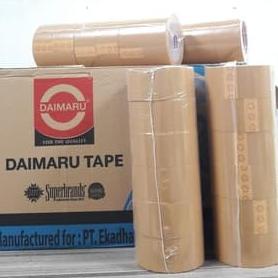 DAIMARU
FOR THE QUALITY
DAIMARU TAPE
Superbrands
Manufactured for : PT. Ekadha